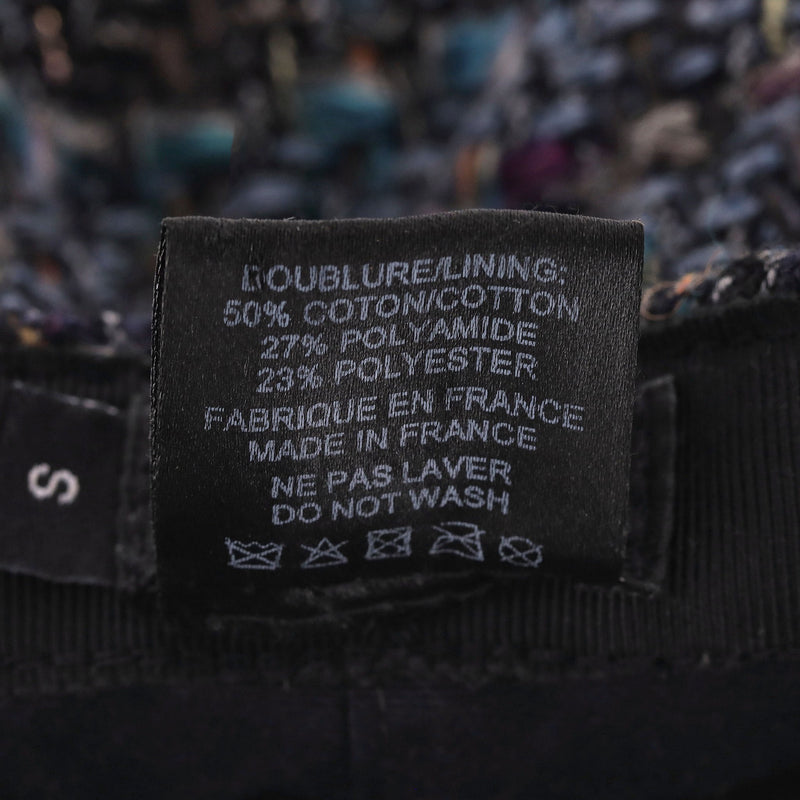 DOUBLURE/LINING:
50% COTON/COTTON
27% POLYAMIDE
23% POLYESTER
FABRIQUE EN FRANCE
MADE IN FRANCE
NE PAS LAVER
DO NOT WASH
S